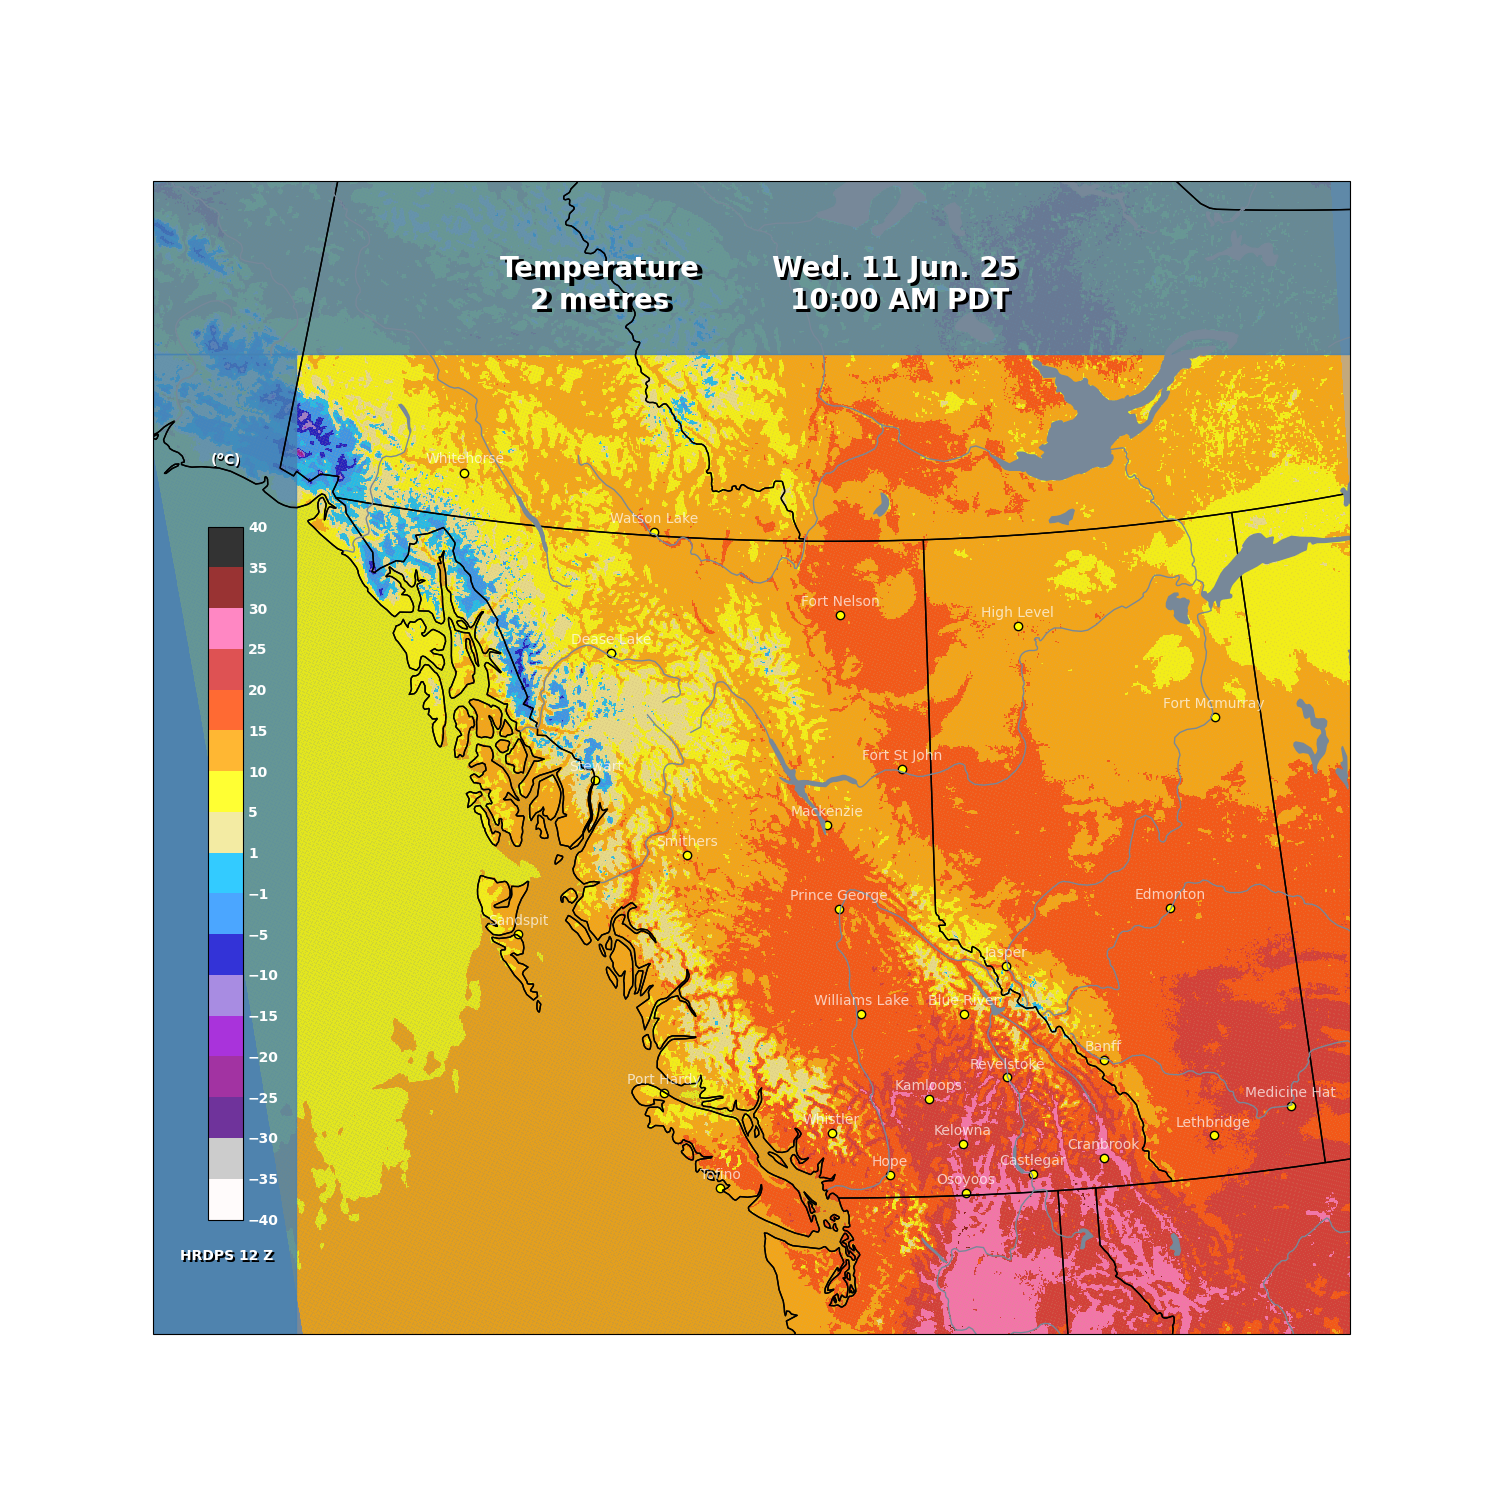 Temperature
2 metres
Wed. 11 Jun. 25
10:00 AM PDT
(°C)
40
35
30
25
20
15
10
5
1
−1
−5
−10
−15
−20
−25
−30
−35
−40
HRDPS 12 Z
Whitehorse
Watson Lake
Fort Nelson
High Level
Dease Lake
Fort Mcmurray
Fort St John
Stewart
Mackenzie
Smithers
Prince George
Edmonton
Sandspit
Jasper
Williams Lake
Blue River
Banff
Revelstoke
Port Hardy
Kamloops
Medicine Hat
Whistler
Lethbridge
Kelowna
Cranbrook
Hope
Castlegar
Tofino
Osoyoos